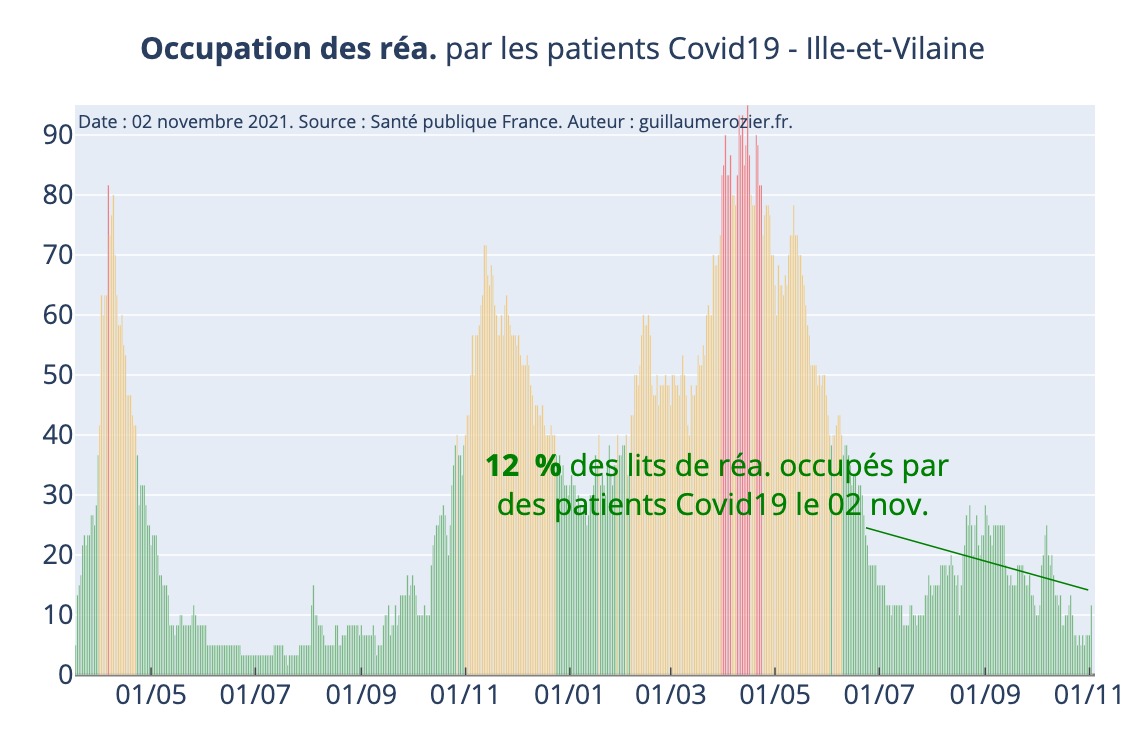 Occupation des réa. par les patients Covid19 - Ille-et-Vilaine
Date : 02 novembre 2021. Source : Santé publique France. Auteur : guillaumerozier.fr.
90
80
70
60
50
40
12 % des lits de réa. occupés par
des patients Covid19 le 02 nov.
30
20
10
0
01/05 01/07 01/09 01/11 01/01 01/03 01/05 01/07 01/09 01/11